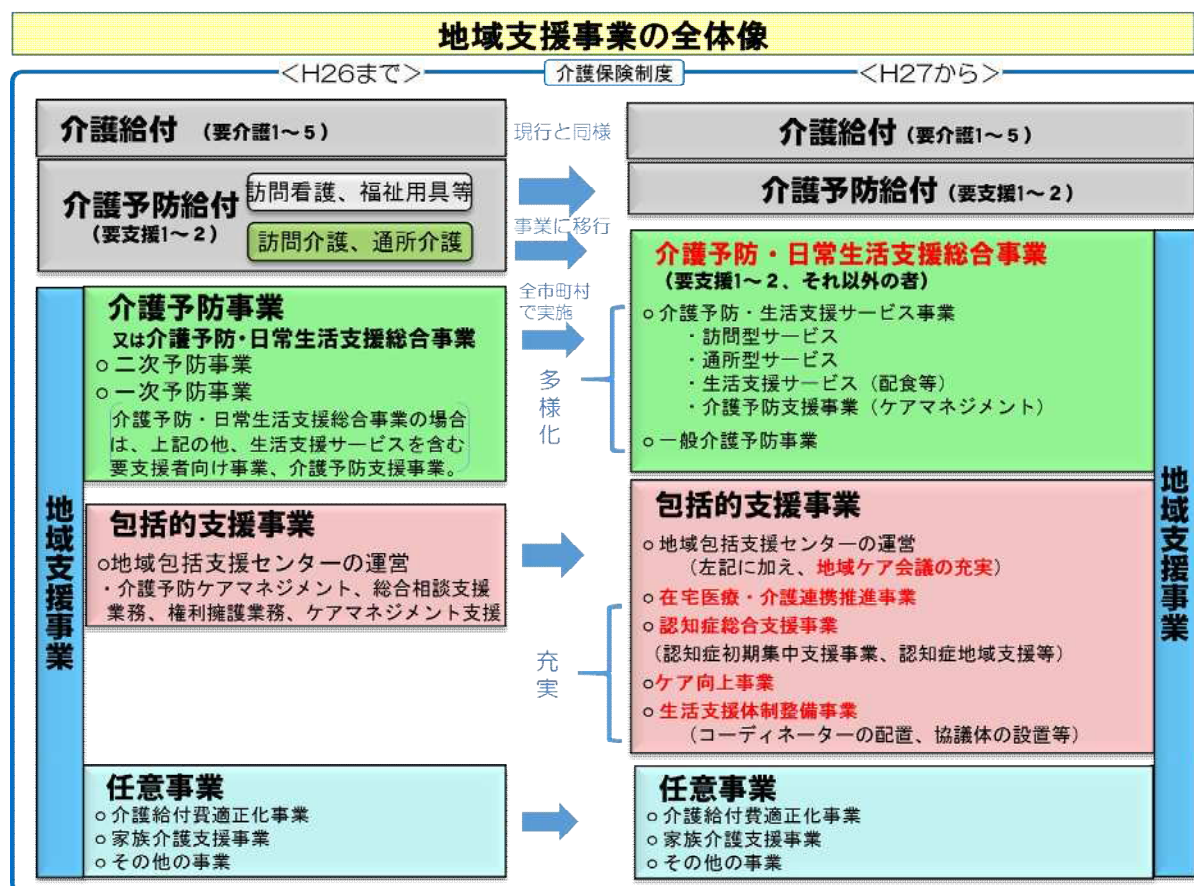 地域支援事業の全体像
<H26まで>
介護保険制度
<H27から>
介護給付 (要介護1~5)
現行と同様
介護給付 (要介護1~5)
介護予防給付
(要支援1~2)
訪問看護、福祉用具等
訪問介護、通所介護
事業に移行
介護予防給付 (要支援1~2)
地域支援事業
介護予防事業
又は介護予防・日常生活支援総合事業
○二次予防事業
○一次予防事業
介護予防・日常生活支援総合事業の場合
は、上記の他、生活支援サービスを含む
要支援者向け事業、介護予防支援事業。
全市町村
で実施
多様化
介護予防・日常生活支援総合事業
(要支援1~2、それ以外の者)
○介護予防・生活支援サービス事業
・訪問型サービス
・通所型サービス
・生活支援サービス(配食等)
・介護予防支援事業(ケアマネジメント)
○一般介護予防事業
包括的支援事業
○地域包括支援センターの運営
・介護予防ケアマネジメント、総合相談支援
業務、権利擁護業務、ケアマネジメント支援
充実
包括的支援事業
○地域包括支援センターの運営
(左記に加え、地域ケア会議の充実)
○在宅医療・介護連携推進事業
○認知症総合支援事業
(認知症初期集中支援事業、認知症地域支援等)
○ケア向上事業
○生活支援体制整備事業
(コーディネーターの配置、協議体の設置等)
任意事業
○介護給付費適正化事業
○家族介護支援事業
○その他の事業
任意事業
○介護給付費適正化事業
○家族介護支援事業
○その他の事業
地域支援事業